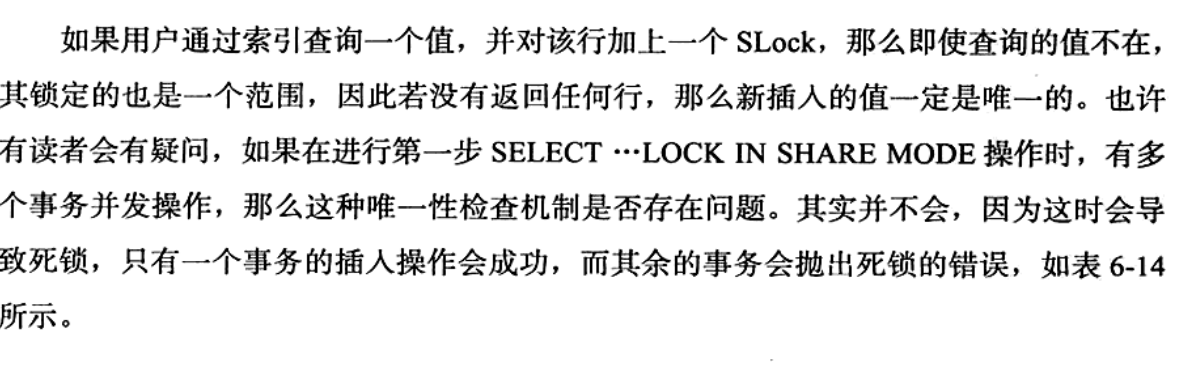 如果用户通过索引查询一个值，并对该行加上一个 SLock，那么即使查询的值不在，
其锁定的也是一个范围，因此若没有返回任何行，那么新插入的值一定是唯一的。也许
有读者会有疑问，如果在进行第一步 SELECT …LOCK IN SHARE MODE 操作时，有多
个事务并发操作，那么这种唯一性检查机制是否存在问题。其实并不会，因为这时会导
致死锁，只有一个事务的插入操作会成功，而其余的事务会抛出死锁的错误，如表 6-14
所示。